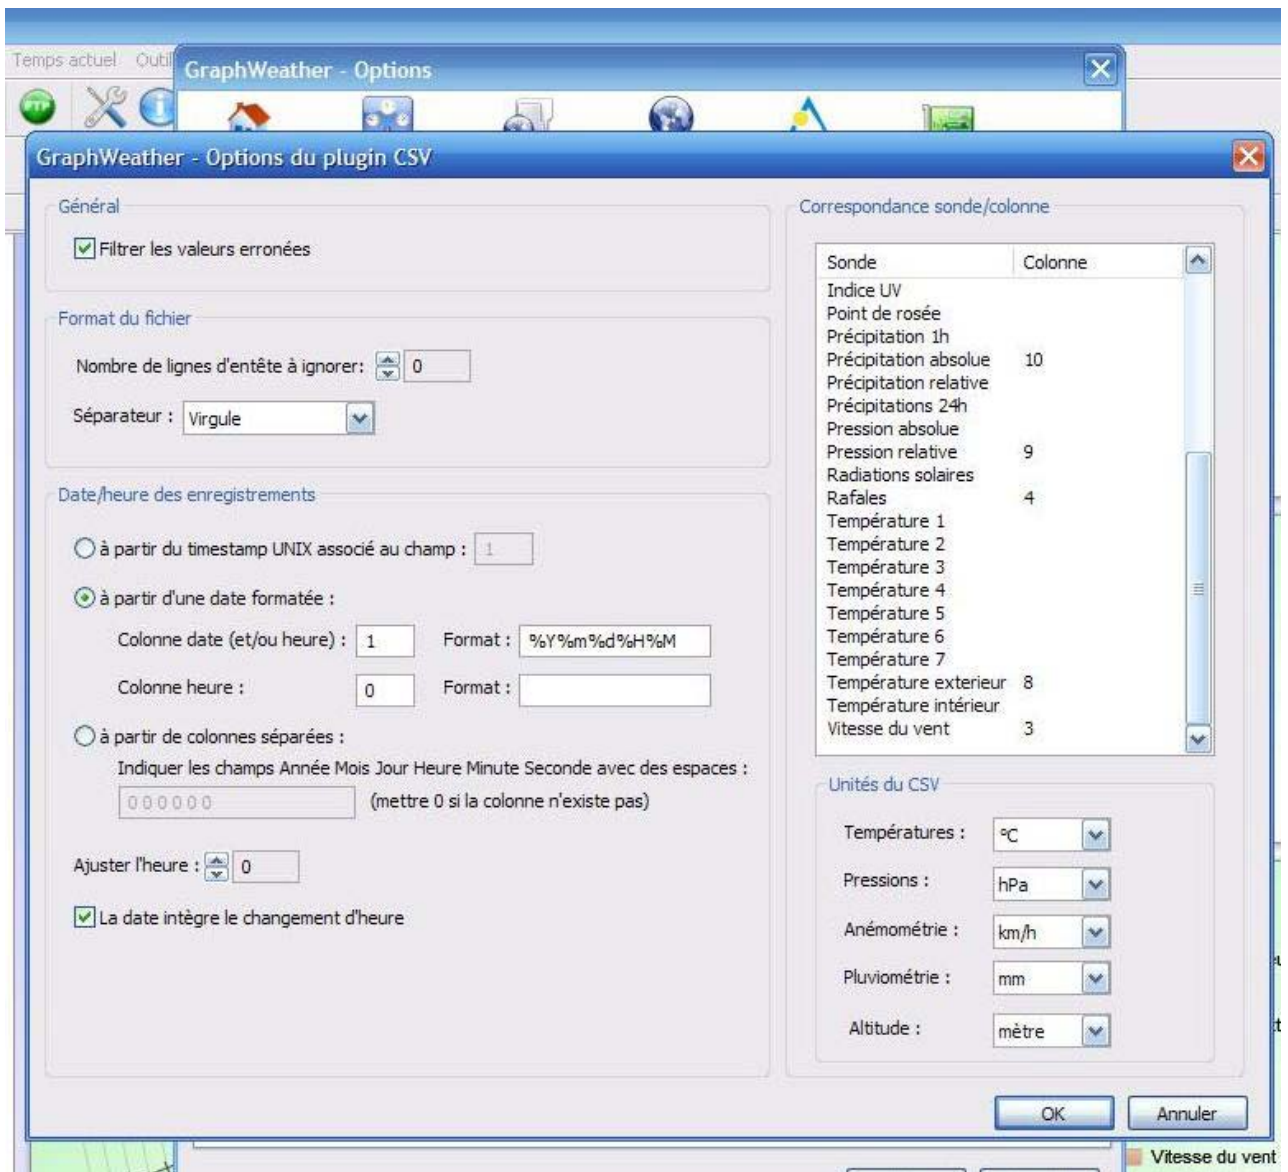 Temps actuel Outil
GraphWeather - Options
GraphWeather - Options du plugin CSV
Général
Filtrer les valeurs erronées
Format du fichier
Nombre de lignes d'entête à ignorer: 0
Séparateur : Virgule
Date/heure des enregistrements
à partir du timestamp UNIX associé au champ : 1
à partir d'une date formatée :
Colonne date (et/ou heure) : 1 Format : %Y%m%d%H%M
Colonne heure : 0 Format :
à partir de colonnes séparées :
Indiquer les champs Année Mois Jour Heure Minute Seconde avec des espaces :
0 0 0 0 0 0 (mettre 0 si la colonne n'existe pas)
Ajuster l'heure : 0
La date intègre le changement d'heure
Correspondance sonde/colonne
Sonde Colonne
Indice UV
Point de rosée
Précipitation 1h
Précipitation absolue 10
Précipitation relative
Précipitations 24h
Pression absolue
Pression relative 9
Radiations solaires
Rafales 4
Température 1
Température 2
Température 3
Température 4
Température 5
Température 6
Température 7
Température exterieur 8
Température intérieur
Vitesse du vent 3
Unités du CSV
Températures : °C
Pressions : hPa
Anémométrie : km/h
Pluviométrie : mm
Altitude : mètre
OK Annuler
Vitesse du vent